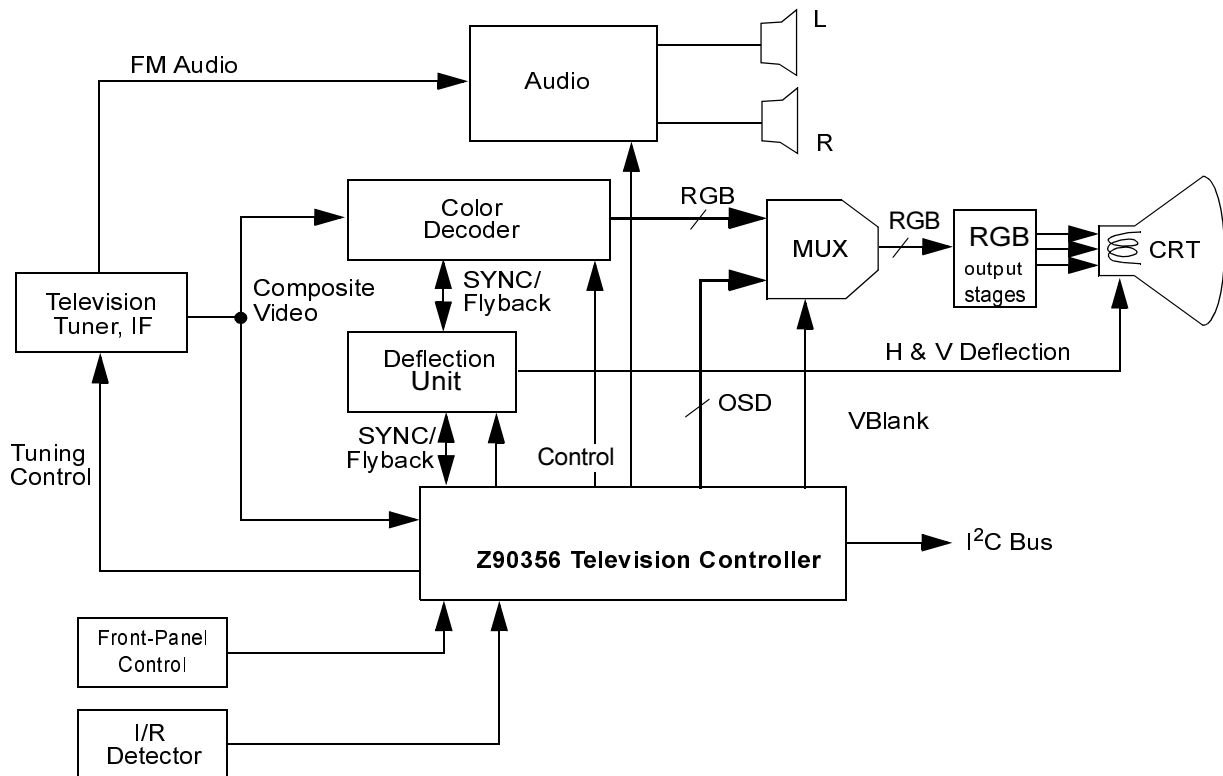 L
FM Audio
Audio
R
Color
Decoder
RGB
MUX
RGB
RGB
output
stages
CRT
Television
Tuner, IF
Composite
Video
SYNC/
Flyback
Deflection
Unit
H & V Deflection
OSD
VBlank
Tuning
Control
SYNC/
Flyback
Control
Z90356 Television Controller
I²C Bus
Front-Panel
Control
I/R
Detector